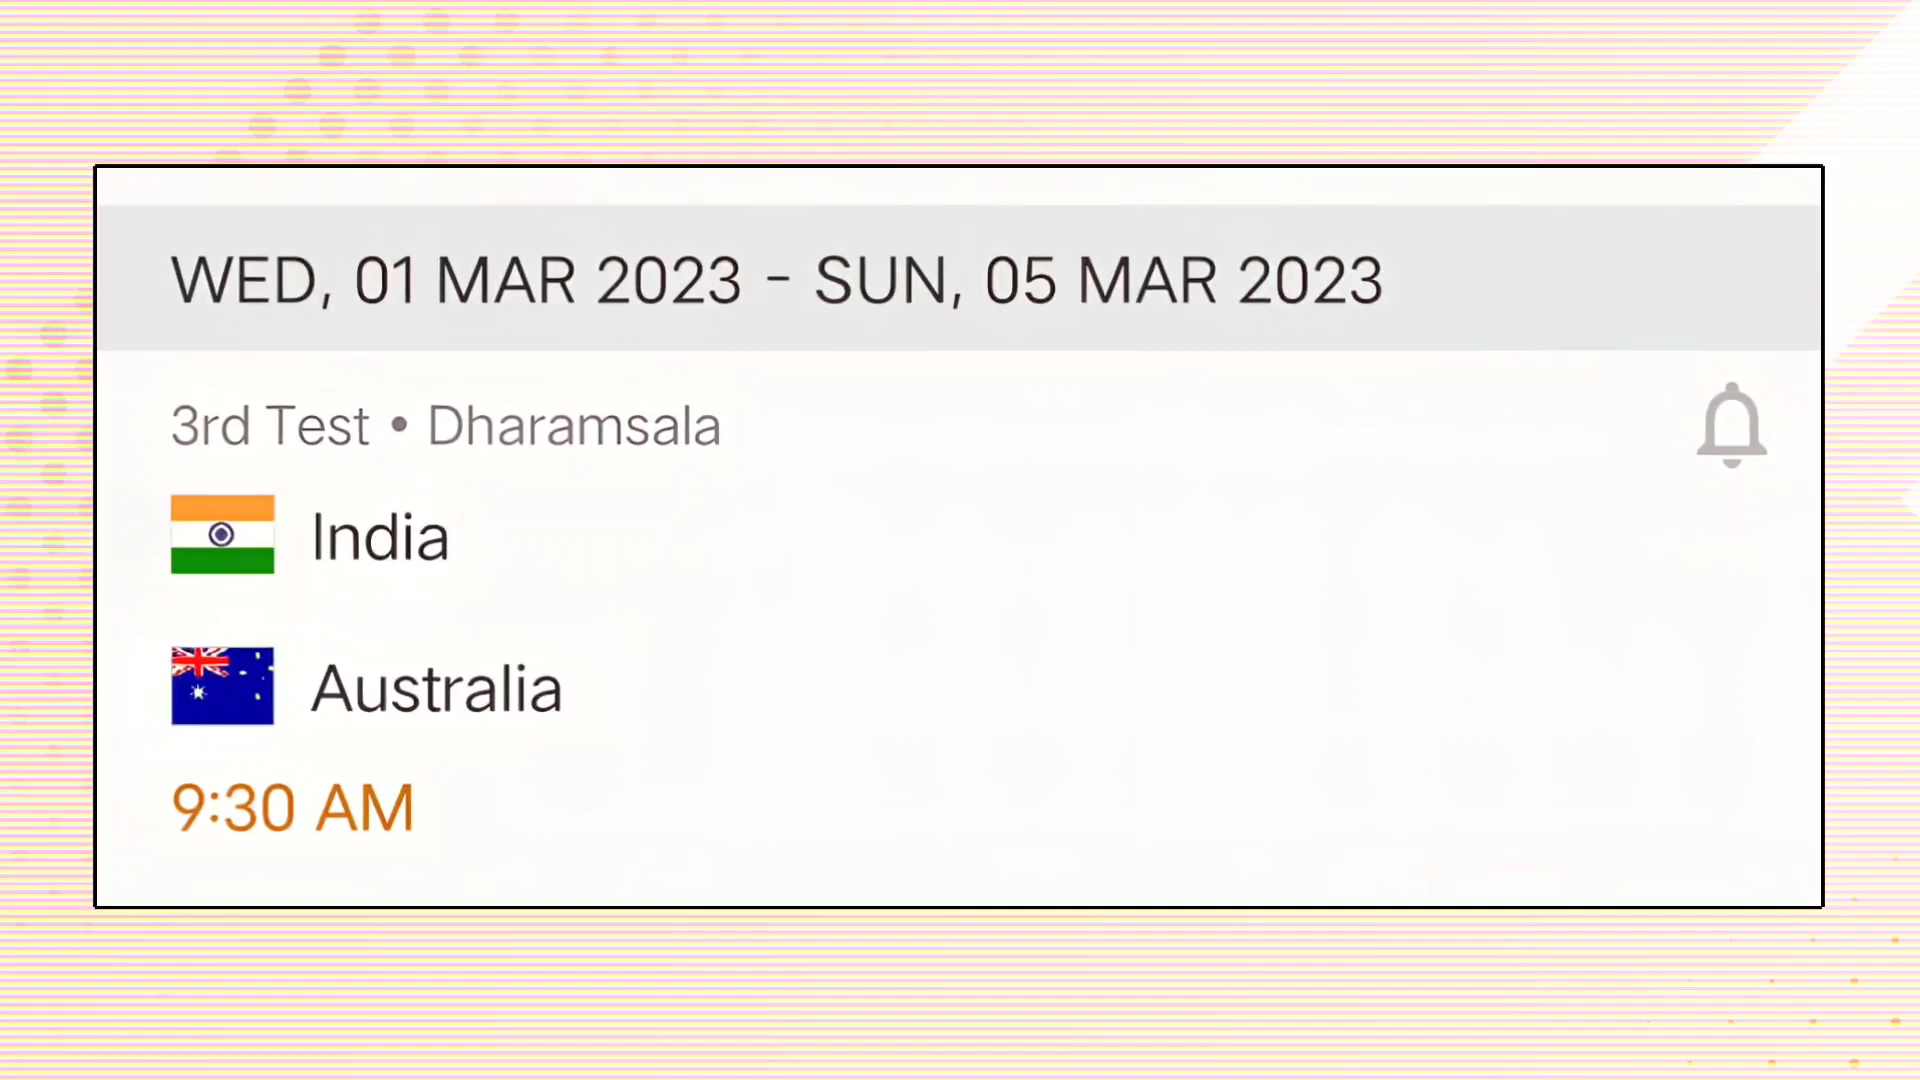 WED, 01 MAR 2023 - SUN, 05 MAR 2023
3rd Test • Dharamsala
India
Australia
9:30 AM